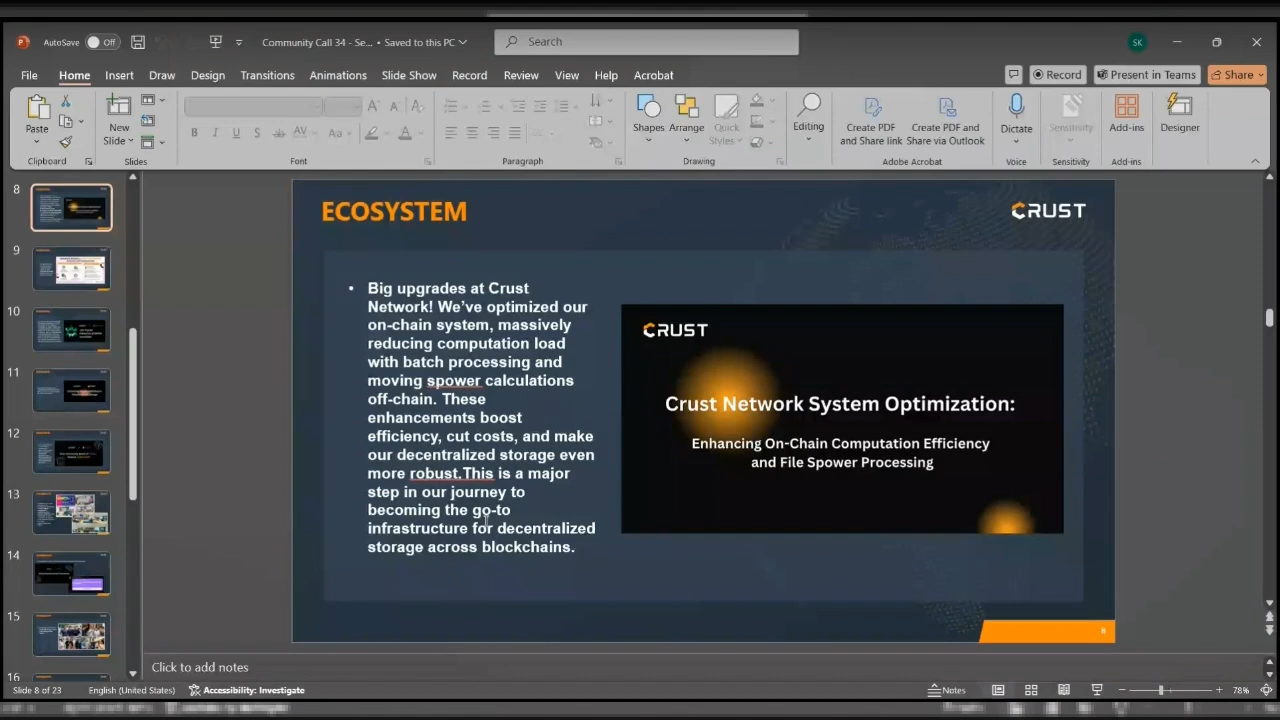 AutoSave
Off
Community Call 34 - Se... • Saved to this PC
Search
SK
File
Home
Insert
Draw
Design
Transitions
Animations
Slide Show
Record
Review
View
Help
Acrobat
Record
Present in Teams
Share
Paste
New
Slide
Shapes
Arrange
Quick
Styles
Editing
Create PDF
and Share link
Create PDF and
Share via Outlook
Dictate
Sensitivity
Add-ins
Designer
Clipboard
Slides
Font
Paragraph
Drawing
Adobe Acrobat
Voice
Sensitivity
Add-ins
8
9
10
11
12
13
14
15
16
ECOSYSTEM
CRUST
• Big upgrades at Crust
Network! We’ve optimized our
on-chain system, massively
reducing computation load
with batch processing and
moving spower calculations
off-chain. These
enhancements boost
efficiency, cut costs, and make
our decentralized storage even
more robust.This is a major
step in our journey to
becoming the go-to
infrastructure for decentralized
storage across blockchains.
CRUST
Crust Network System Optimization:
Enhancing On-Chain Computation Efficiency
and File Spower Processing
8
Click to add notes
Slide 8 of 23
English (United States)
Accessibility: Investigate
Notes
78%